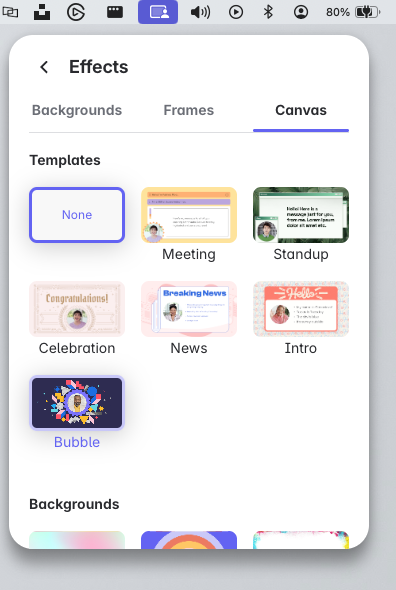 80%
Effects
Backgrounds Frames Canvas
Templates
None
Hello! Here is a
message just for you,
from me. Lorem ipsum
dolor sit amet.
Meeting Standup
Congratulations!
Breaking News
Hello
Celebration News Intro
Bubble
Backgrounds